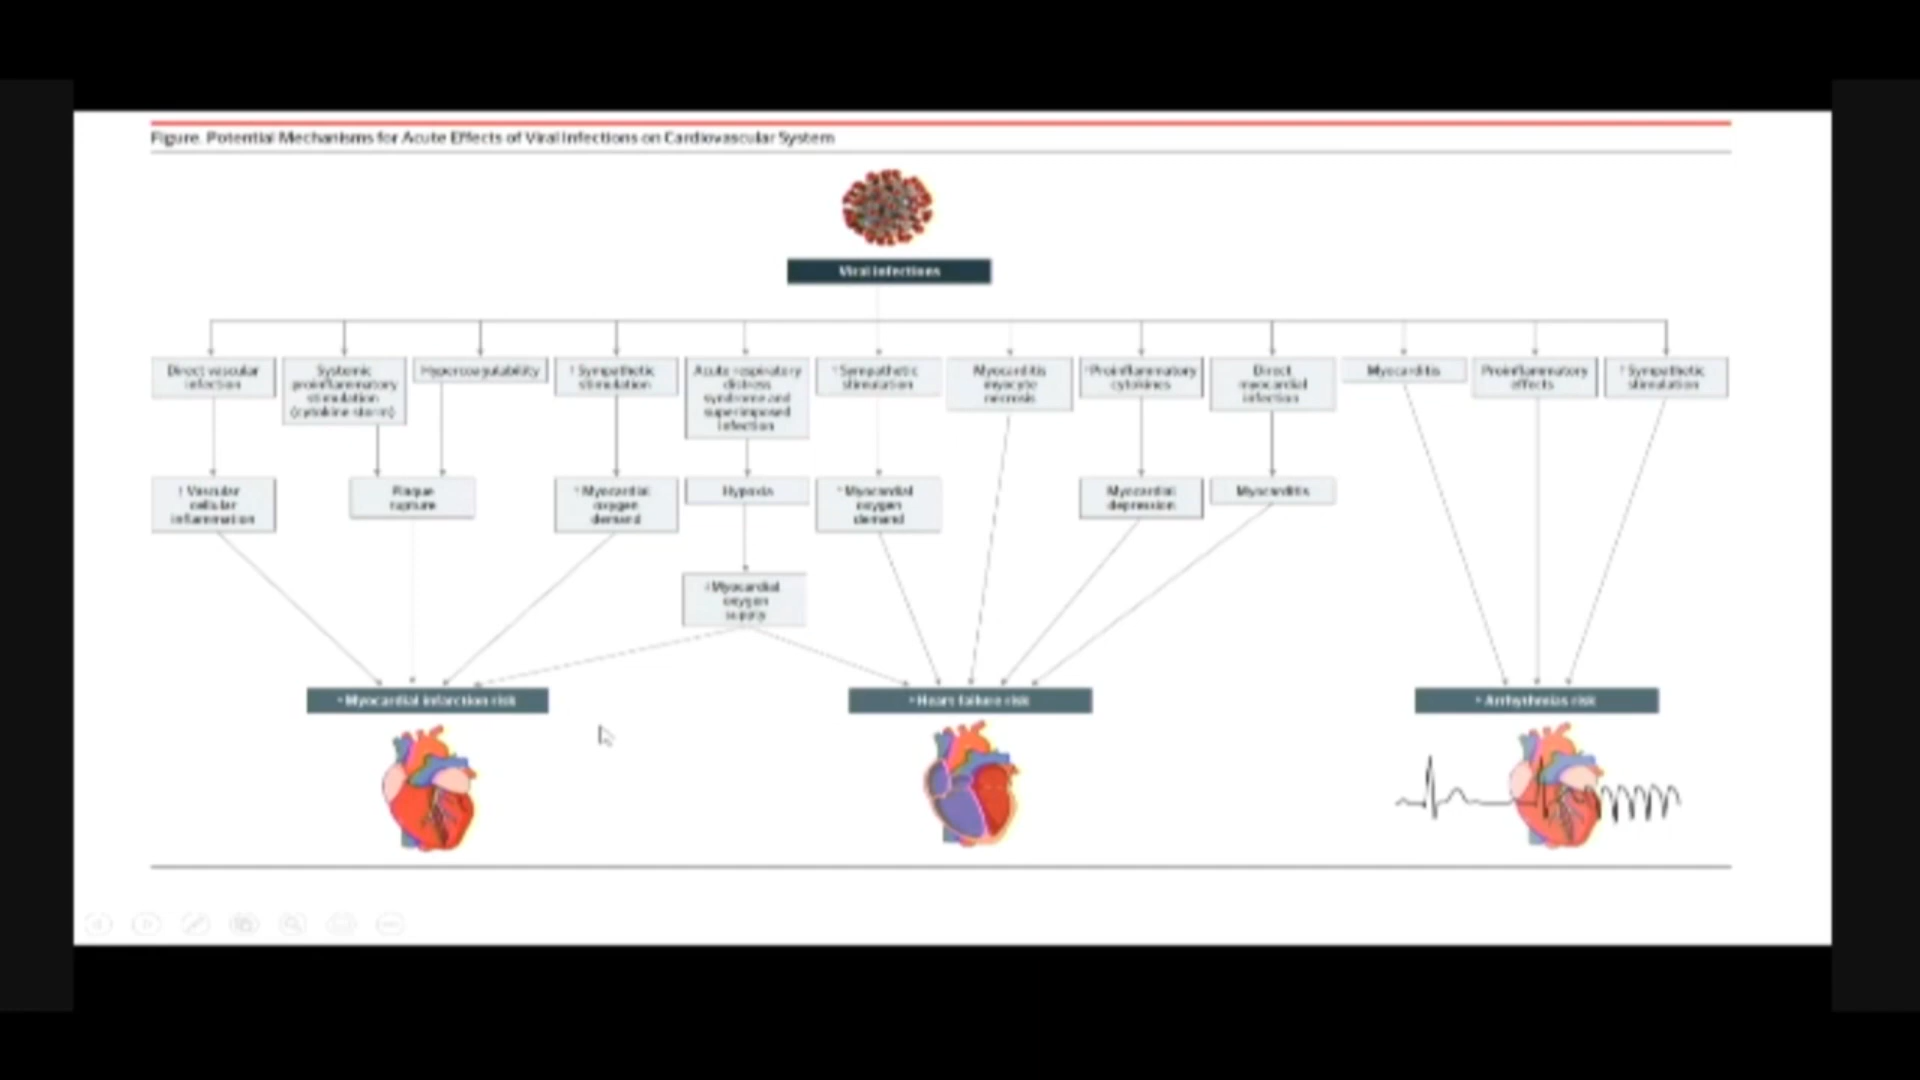 Figure. Potential Mechanisms for Acute Effects of Viral Infections on Cardiovascular System
Viral infections
Direct vascular
infection
Systemic
proinflammatory
stimulation
(cytokine storm)
Hypercoagulability
↑Sympathetic
stimulation
Acute respiratory
distress
syndrome and
superimposed
infection
↑Sympathetic
stimulation
Myocarditis
myocyte
necrosis
↑Proinflammatory
cytokines
Direct
myocardial
infection
Myocarditis
Proinflammatory
effects
↑Sympathetic
stimulation
↑Vascular
cellular
inflammation
Plaque
rupture
↑Myocardial
oxygen
demand
Hypoxia
↑Myocardial
oxygen
demand
Myocardial
depression
Myocarditis
↓Myocardial
oxygen
supply
↑Myocardial infarction risk
↑Heart failure risk
↑Arrhythmias risk